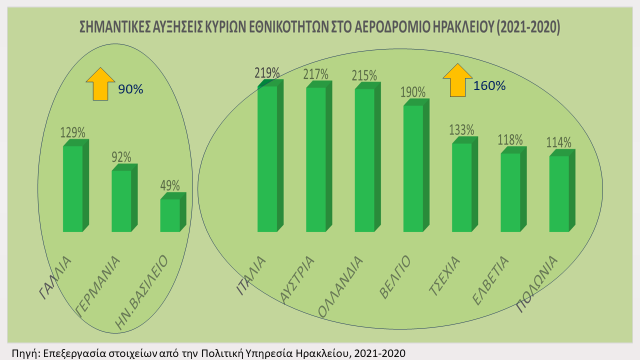 ΣΗΜΑΝΤΙΚΕΣ ΑΥΞΗΣΕΙΣ ΚΥΡΙΩΝ ΕΘΝΙΚΟΤΗΤΩΝ ΣΤΟ ΑΕΡΟΔΡΟΜΙΟ ΗΡΑΚΛΕΙΟΥ (2021-2020)
90%
160%
129%
92%
49%
219%
217%
215%
190%
133%
118%
114%
ΓΑΛΛΙΑ
ΓΕΡΜΑΝΙΑ
ΗΝ.ΒΑΣΙΛΕΙΟ
ΙΤΑΛΙΑ
ΑΥΣΤΡΙΑ
ΟΛΛΑΝΔΙΑ
ΒΕΛΓΙΟ
ΤΣΕΧΙΑ
ΕΛΒΕΤΙΑ
ΠΟΛΩΝΙΑ
Πηγή: Επεξεργασία στοιχείων από την Πολιτική Υπηρεσία Ηρακλείου, 2021-2020